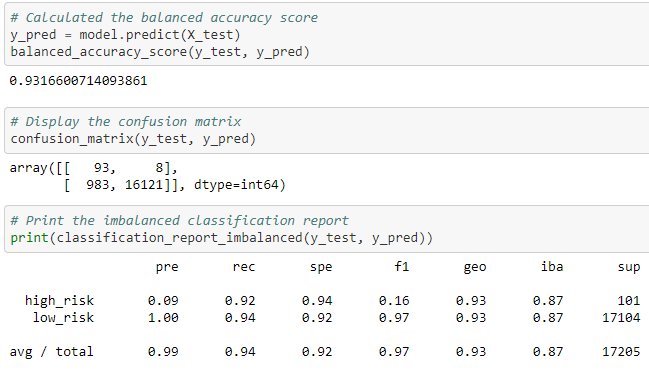 # Calculated the balanced accuracy score
y_pred = model.predict(X_test)
balanced_accuracy_score(y_test, y_pred)
0.9316600714093861
# Display the confusion matrix
confusion_matrix(y_test, y_pred)
array([[   93,     8],
       [  983, 16121]], dtype=int64)
# Print the imbalanced classification report
print(classification_report_imbalanced(y_test, y_pred))
                   pre       rec       spe        f1       geo       iba       sup
  high_risk       0.09      0.92      0.94      0.16      0.93      0.87       101
   low_risk       1.00      0.94      0.92      0.97      0.93      0.87     17104
avg / total       0.99      0.94      0.92      0.97      0.93      0.87     17205